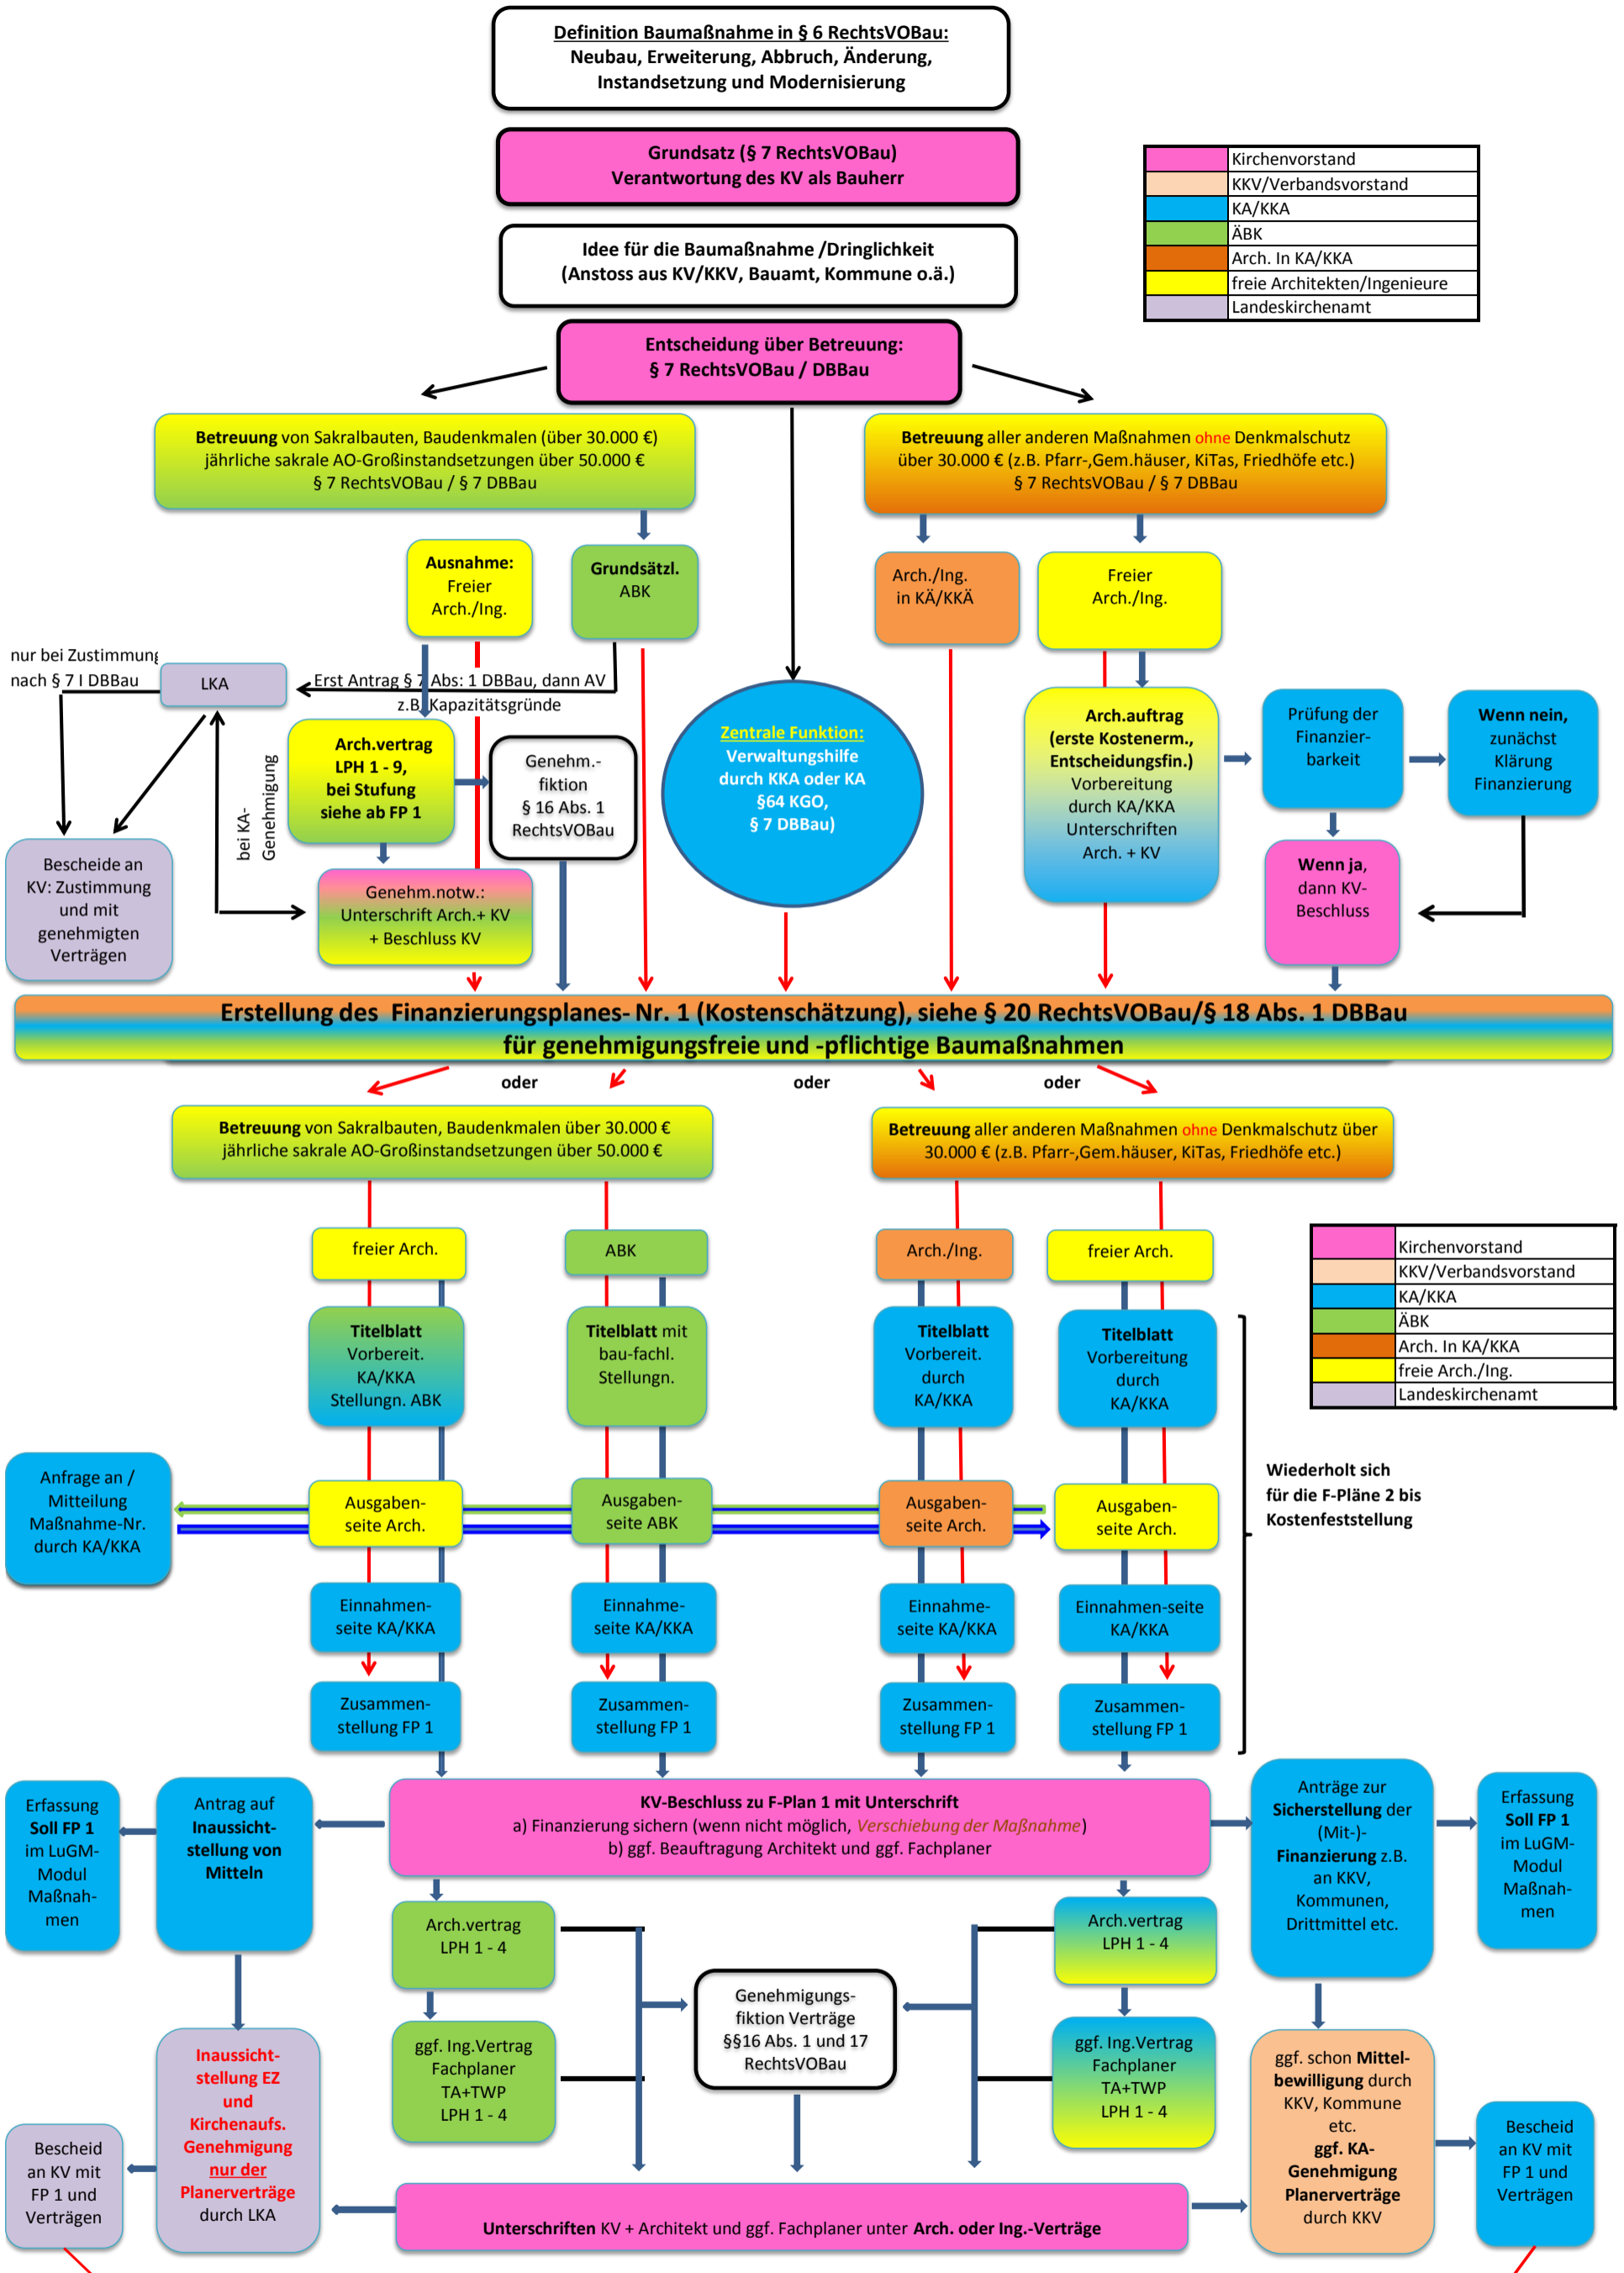 Definition Baumaßnahme in § 6 RechtsVOBau:
Neubau, Erweiterung, Abbruch, Änderung,
Instandsetzung und Modernisierung
Grundsatz (§ 7 RechtsVOBau)
Verantwortung des KV als Bauherr
Kirchenvorstand
KKV/Verbandsvorstand
KA/KKA
ÄBK
Arch. In KA/KKA
freie Architekten/Ingenieure
Landeskirchenamt
Idee für die Baumaßnahme /Dringlichkeit
(Anstoss aus KV/KKV, Bauamt, Kommune o.ä.)
Entscheidung über Betreuung:
§ 7 RechtsVOBau / DBBau
Betreuung von Sakralbauten, Baudenkmalen (über 30.000 €)
jährliche sakrale AO-Großinstandsetzungen über 50.000 €
§ 7 RechtsVOBau / § 7 DBBau
Betreuung aller anderen Maßnahmen ohne Denkmalschutz
über 30.000 € (z.B. Pfarr-,Gem.häuser, KiTas, Friedhöfe etc.)
§ 7 RechtsVOBau / § 7 DBBau
Ausnahme:
Freier
Arch./Ing.
Grundsätzl.
ABK
Arch./Ing.
in KÄ/KKÄ
Freier
Arch./Ing.
nur bei Zustimmung
nach § 7 I DBBau
LKA
Erst Antrag § 7 Abs: 1 DBBau, dann AV
z.B. Kapazitätsgründe
Arch.vertrag
LPH 1 - 9,
bei Stufung
siehe ab FP 1
Genehm.-
fiktion
§ 16 Abs. 1
RechtsVOBau
bei KA-
Genehmigung
Zentrale Funktion:
Verwaltungshilfe
durch KKA oder KA
§64 KGO,
§ 7 DBBau)
Arch.auftrag
(erste Kostenerm.,
Entscheidungsfin.)
Vorbereitung
durch KA/KKA
Unterschriften
Arch. + KV
Prüfung der
Finanzier-
barkeit
Wenn nein,
zunächst
Klärung
Finanzierung
Wenn ja,
dann KV-
Beschluss
Bescheide an
KV: Zustimmung
und mit
genehmigten
Verträgen
Genehm.notw.:
Unterschrift Arch.+ KV
+ Beschluss KV
Erstellung des Finanzierungsplanes- Nr. 1 (Kostenschätzung), siehe § 20 RechtsVOBau/§ 18 Abs. 1 DBBau
für genehmigungsfreie und -pflichtige Baumaßnahmen
oder
oder
oder
Betreuung von Sakralbauten, Baudenkmalen über 30.000 €
jährliche sakrale AO-Großinstandsetzungen über 50.000 €
Betreuung aller anderen Maßnahmen ohne Denkmalschutz über
30.000 € (z.B. Pfarr-,Gem.häuser, KiTas, Friedhöfe etc.)
freier Arch.
ABK
Arch./Ing.
freier Arch.
Kirchenvorstand
KKV/Verbandsvorstand
KA/KKA
ÄBK
Arch. In KA/KKA
freie Arch./Ing.
Landeskirchenamt
Titelblatt
Vorbereit.
KA/KKA
Stellungn. ABK
Titelblatt mit
bau-fachl.
Stellungn.
Titelblatt
Vorbereit.
durch
KA/KKA
Titelblatt
Vorbereitung
durch
KA/KKA
Anfrage an /
Mitteilung
Maßnahme-Nr.
durch KA/KKA
Ausgaben-
seite Arch.
Ausgaben-
seite ABK
Ausgaben-
seite Arch.
Ausgaben-
seite Arch.
Wiederholt sich
für die F-Pläne 2 bis
Kostenfeststellung
Einnahmen-
seite KA/KKA
Einnahme-
seite KA/KKA
Einnahme-
seite KA/KKA
Einnahmen-seite
KA/KKA
Zusammen-
stellung FP 1
Zusammen-
stellung FP 1
Zusammen-
stellung FP 1
Zusammen-
stellung FP 1
Erfassung
Soll FP 1
im LuGM-
Modul
Maßnah-
men
Antrag auf
Inaussicht-
stellung von
Mitteln
KV-Beschluss zu F-Plan 1 mit Unterschrift
a) Finanzierung sichern (wenn nicht möglich, Verschiebung der Maßnahme)
b) ggf. Beauftragung Architekt und ggf. Fachplaner
Anträge zur
Sicherstellung der
(Mit-)-
Finanzierung z.B.
an KKV,
Kommunen,
Drittmittel etc.
Erfassung
Soll FP 1
im LuGM-
Modul
Maßnah-
men
Arch.vertrag
LPH 1 - 4
Arch.vertrag
LPH 1 - 4
Genehmigungs-
fiktion Verträge
§§16 Abs. 1 und 17
RechtsVOBau
ggf. Ing.Vertrag
Fachplaner
TA+TWP
LPH 1 - 4
ggf. Ing.Vertrag
Fachplaner
TA+TWP
LPH 1 - 4
Inaussicht-
stellung EZ
und
Kirchenaufs.
Genehmigung
nur der
Planerverträge
durch LKA
ggf. schon Mittel-
bewilligung durch
KKV, Kommune
etc.
ggf. KA-
Genehmigung
Planerverträge
durch KKV
Bescheid
an KV mit
FP 1 und
Verträgen
Bescheid
an KV mit
FP 1 und
Verträgen
Unterschriften KV + Architekt und ggf. Fachplaner unter Arch. oder Ing.-Verträge